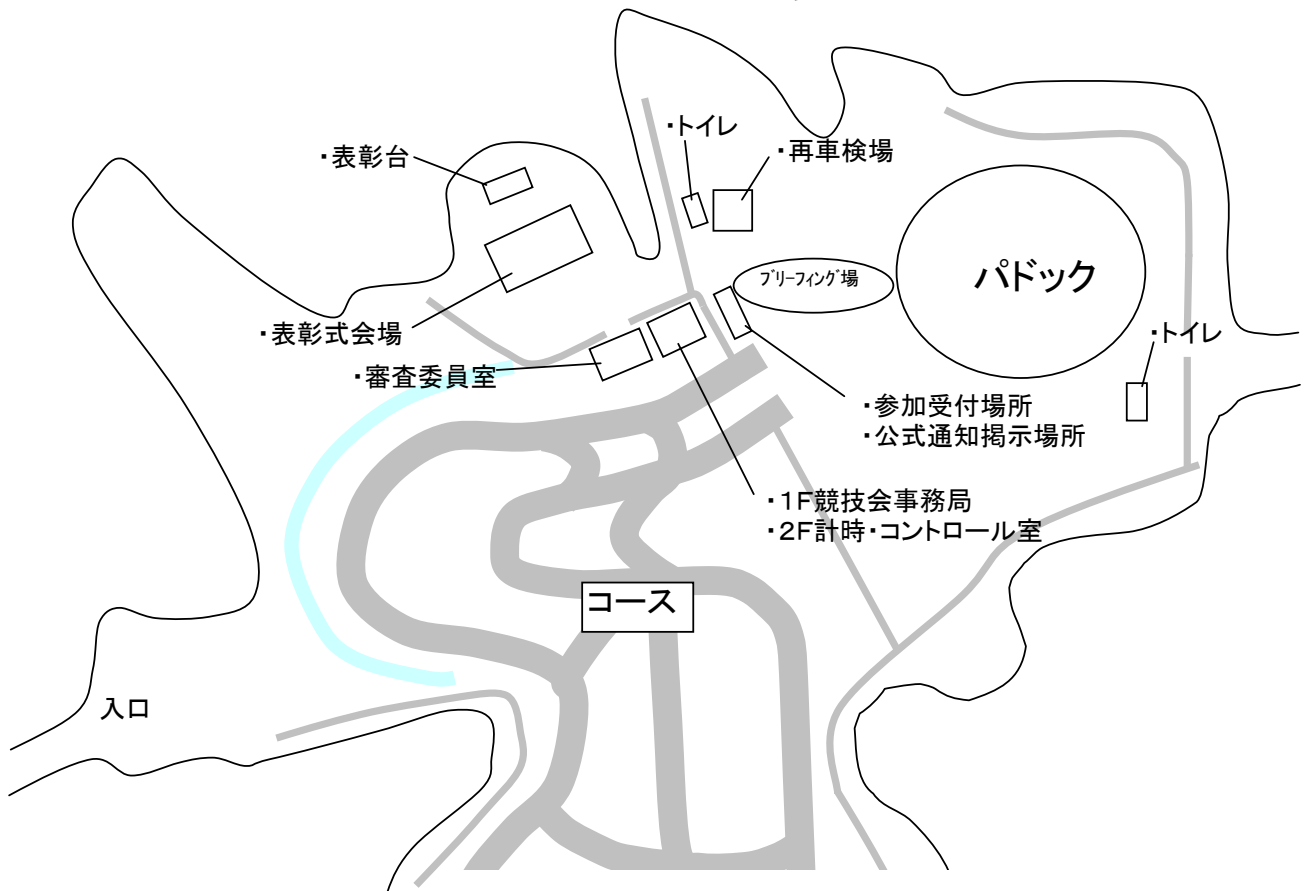 ・トイレ
・再車検場
・表彰台
ﾌﾞﾘｰﾌｨﾝｸﾞ場
パドック
・表彰式会場
・トイレ
・審査委員室
・参加受付場所
・公式通知掲示場所
・1F競技会事務局
・2F計時・コントロール室
コース
入口